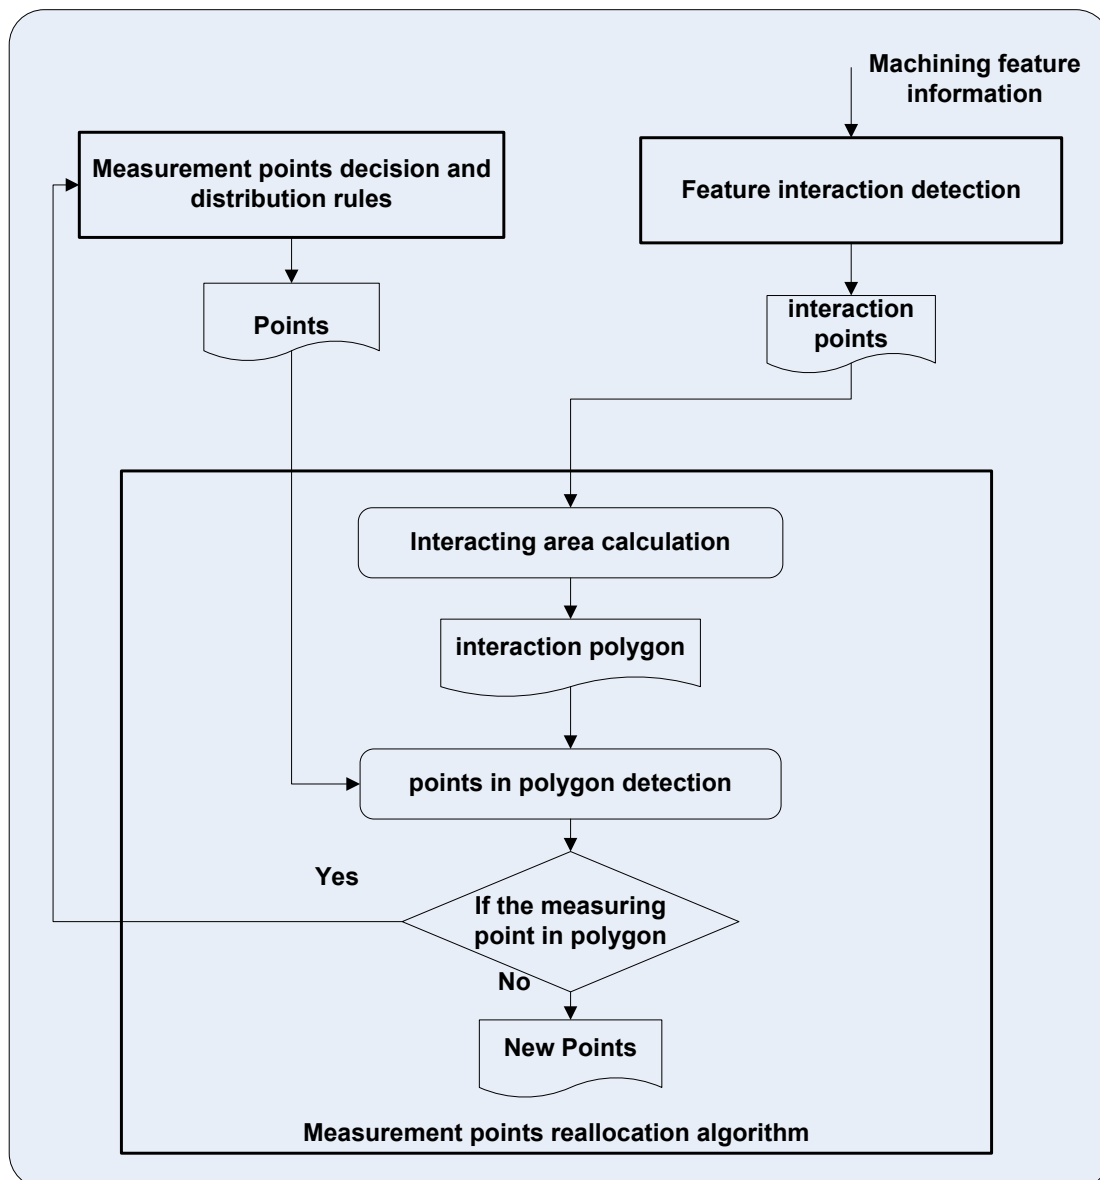 Machining feature
information
Measurement points decision and
distribution rules
Feature interaction detection
Points
interaction
points
Interacting area calculation
interaction polygon
points in polygon detection
Yes
If the measuring
point in polygon
No
New Points
Measurement points reallocation algorithm